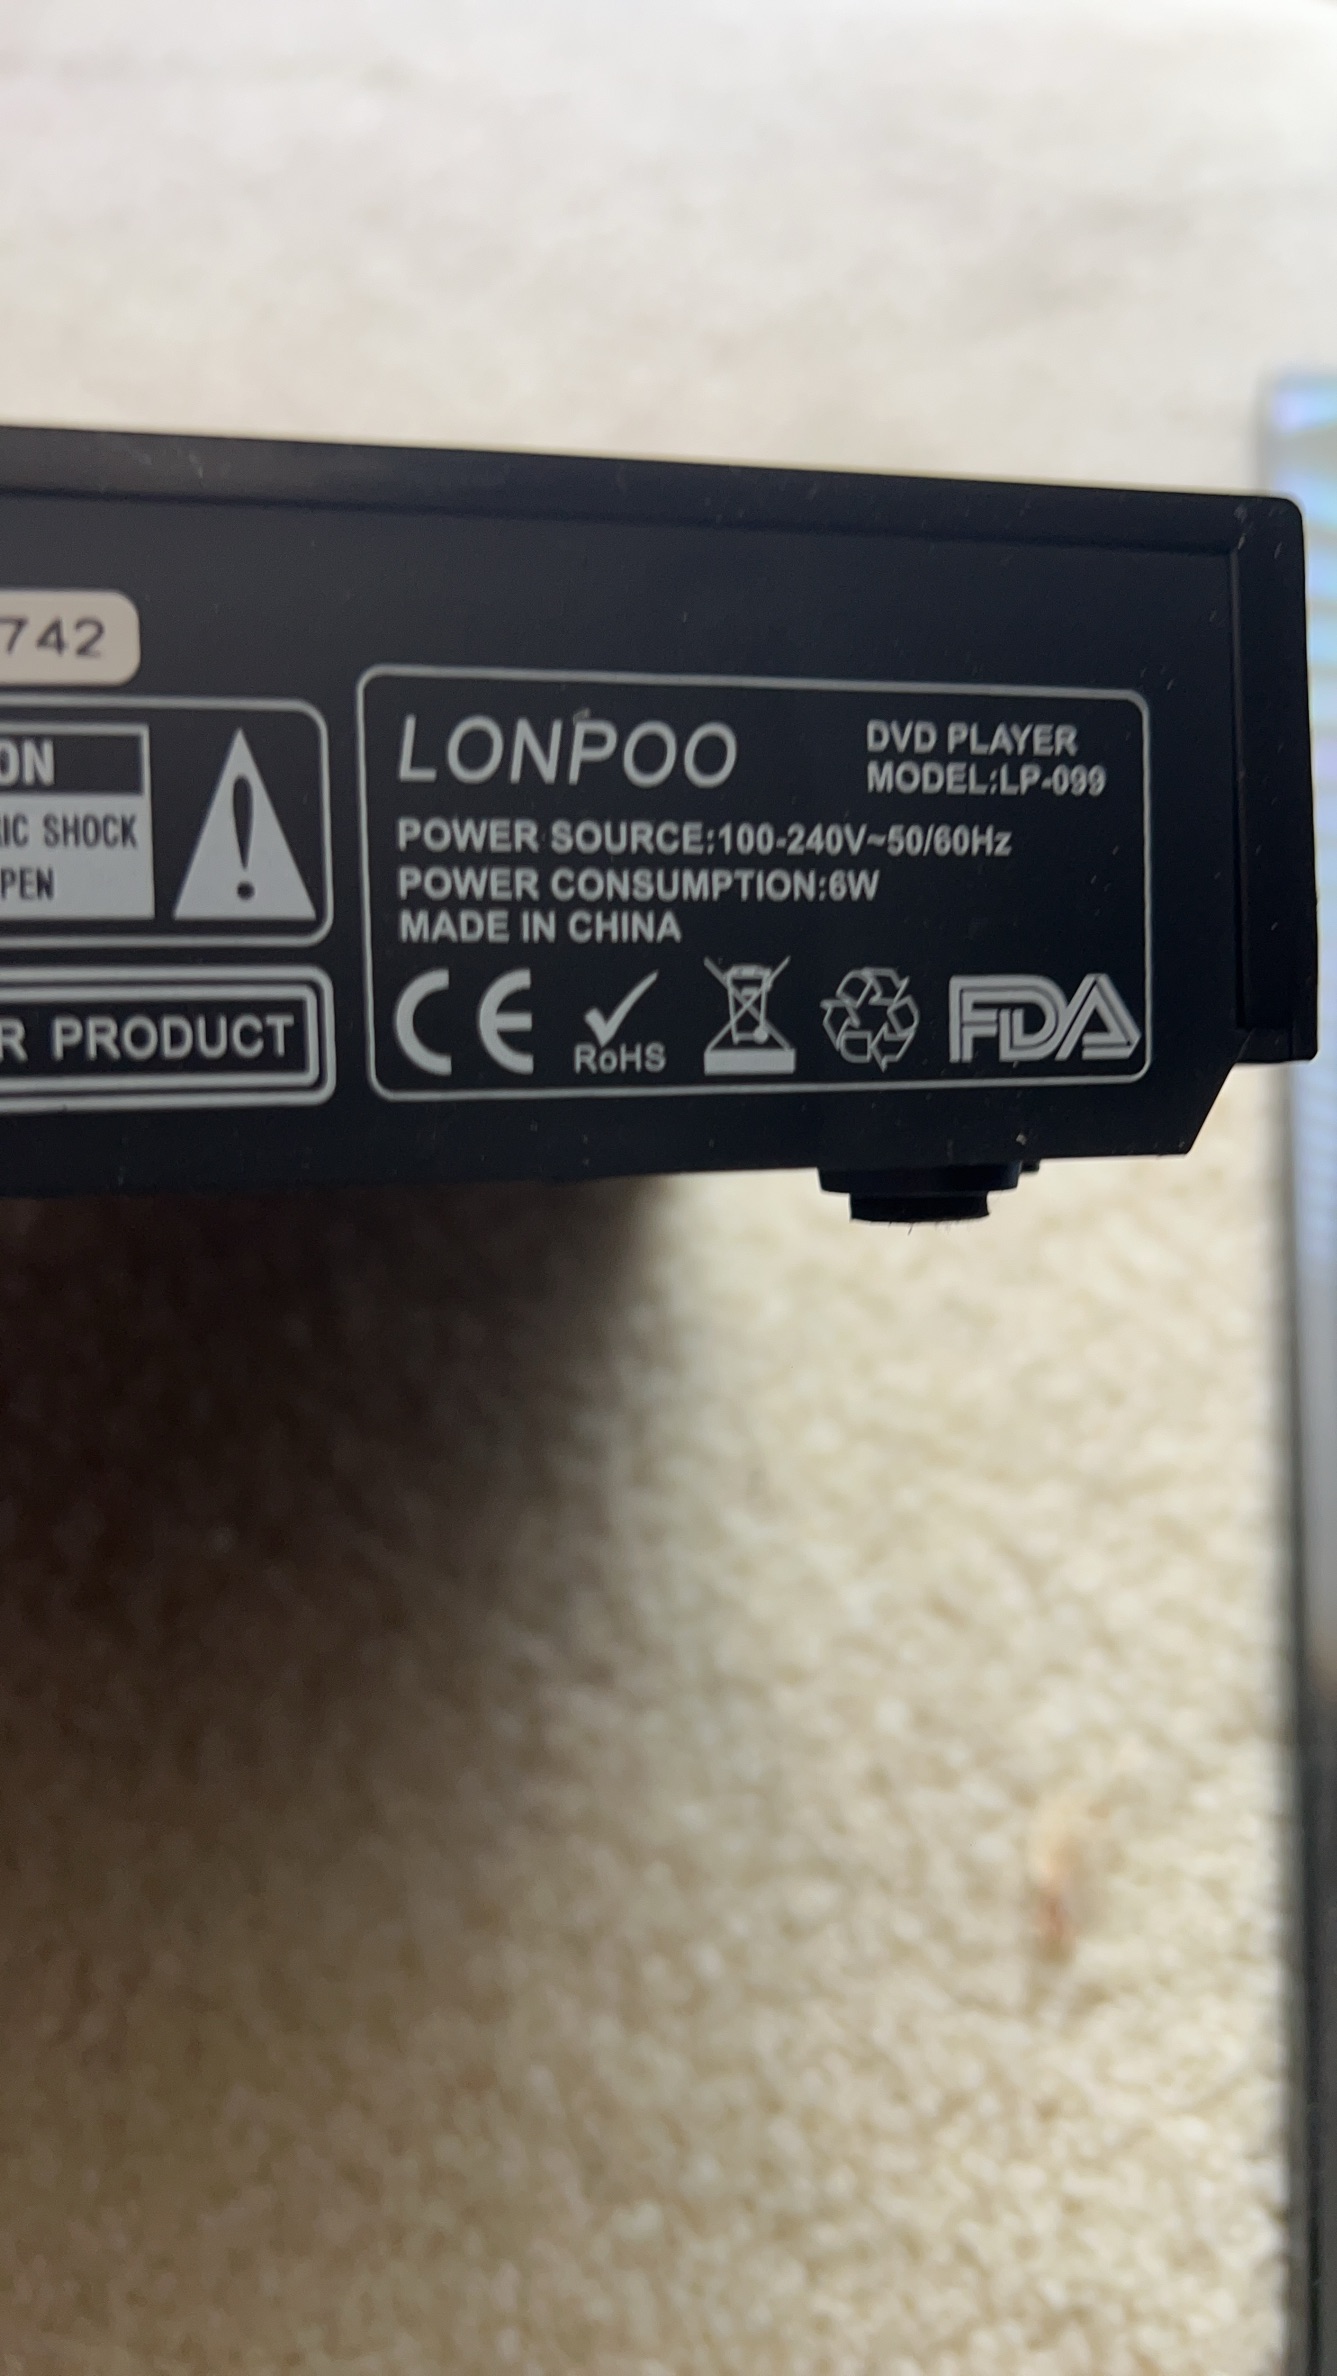 742
ON
IC SHOCK
PEN
R PRODUCT
LONPOO
DVD PLAYER
MODEL:LP-099
POWER SOURCE:100-240V~50/60Hz
POWER CONSUMPTION:6W
MADE IN CHINA
CE RoHS FDA